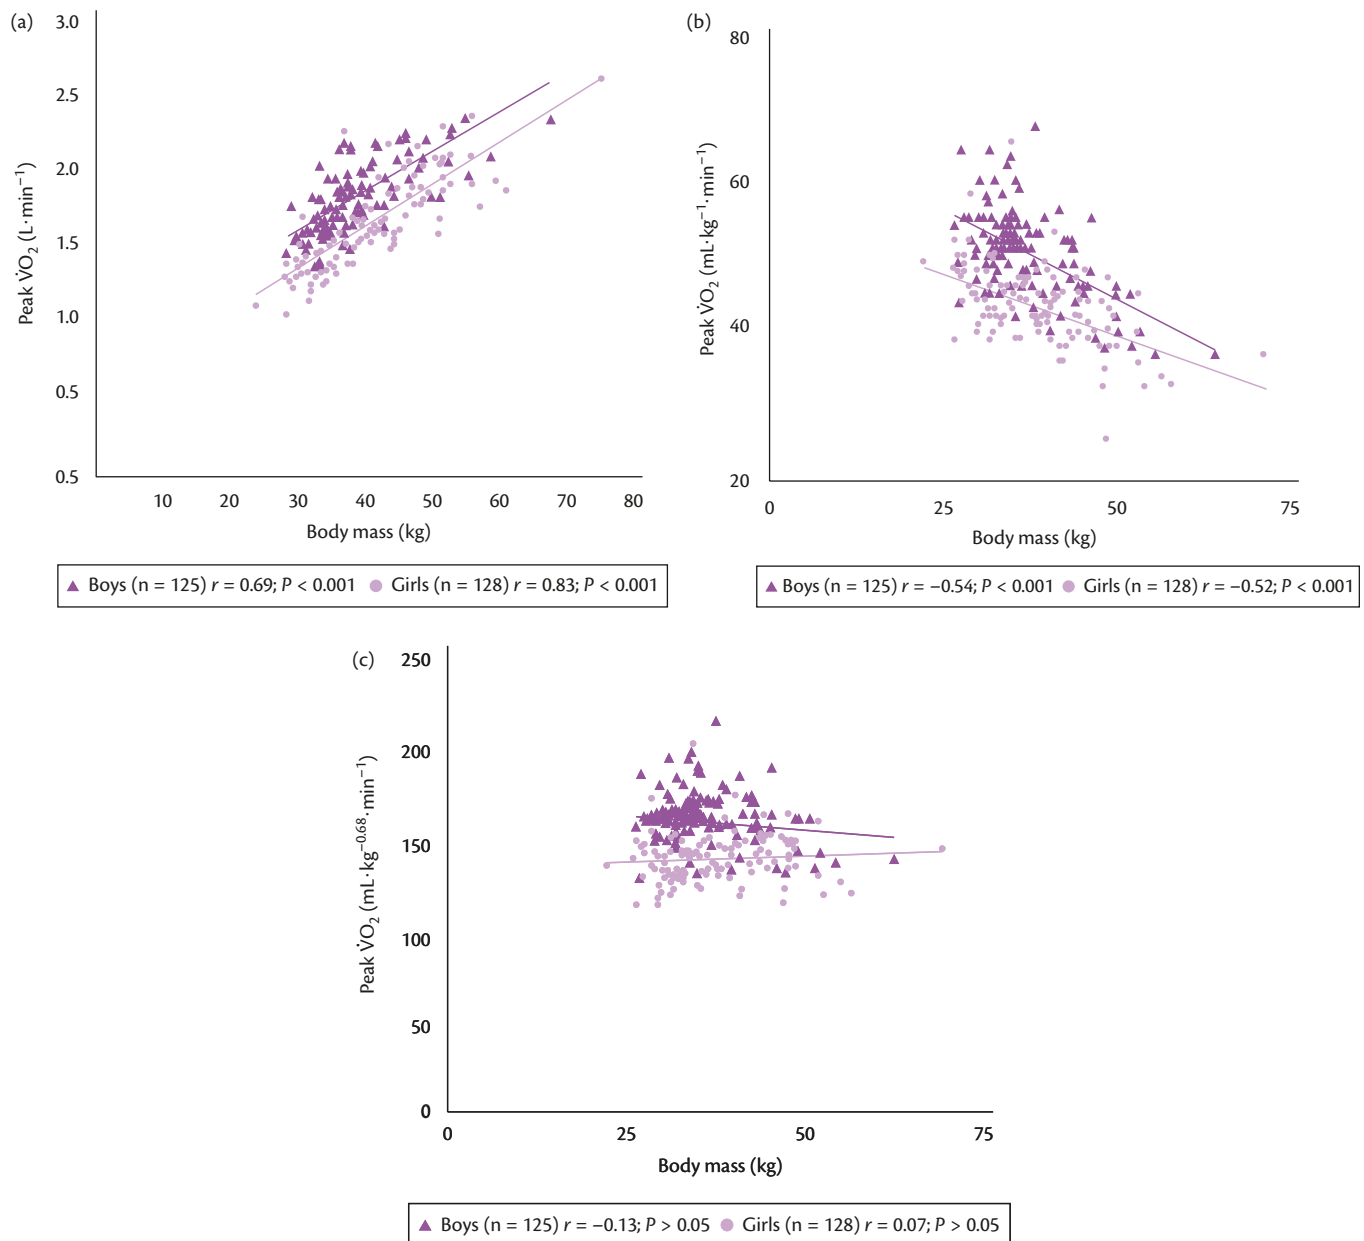 (a)
3.0
2.5
2.0
1.5
1.0
0.5
0.5
Peak V̇O₂ (L·min⁻¹)
10 20 30 40 50 60 70 80
Body mass (kg)
▲ Boys (n = 125) r = 0.69; P < 0.001 ● Girls (n = 128) r = 0.83; P < 0.001
(b)
80
60
40
20
Peak V̇O₂ (mL·kg⁻¹·min⁻¹)
0 25 50 75
Body mass (kg)
▲ Boys (n = 125) r = −0.54; P < 0.001 ● Girls (n = 128) r = −0.52; P < 0.001
(c)
250
200
150
100
50
0
Peak V̇O₂ (mL·kg⁻⁰·⁶⁸·min⁻¹)
0 25 50 75
Body mass (kg)
▲ Boys (n = 125) r = −0.13; P > 0.05 ● Girls (n = 128) r = 0.07; P > 0.05